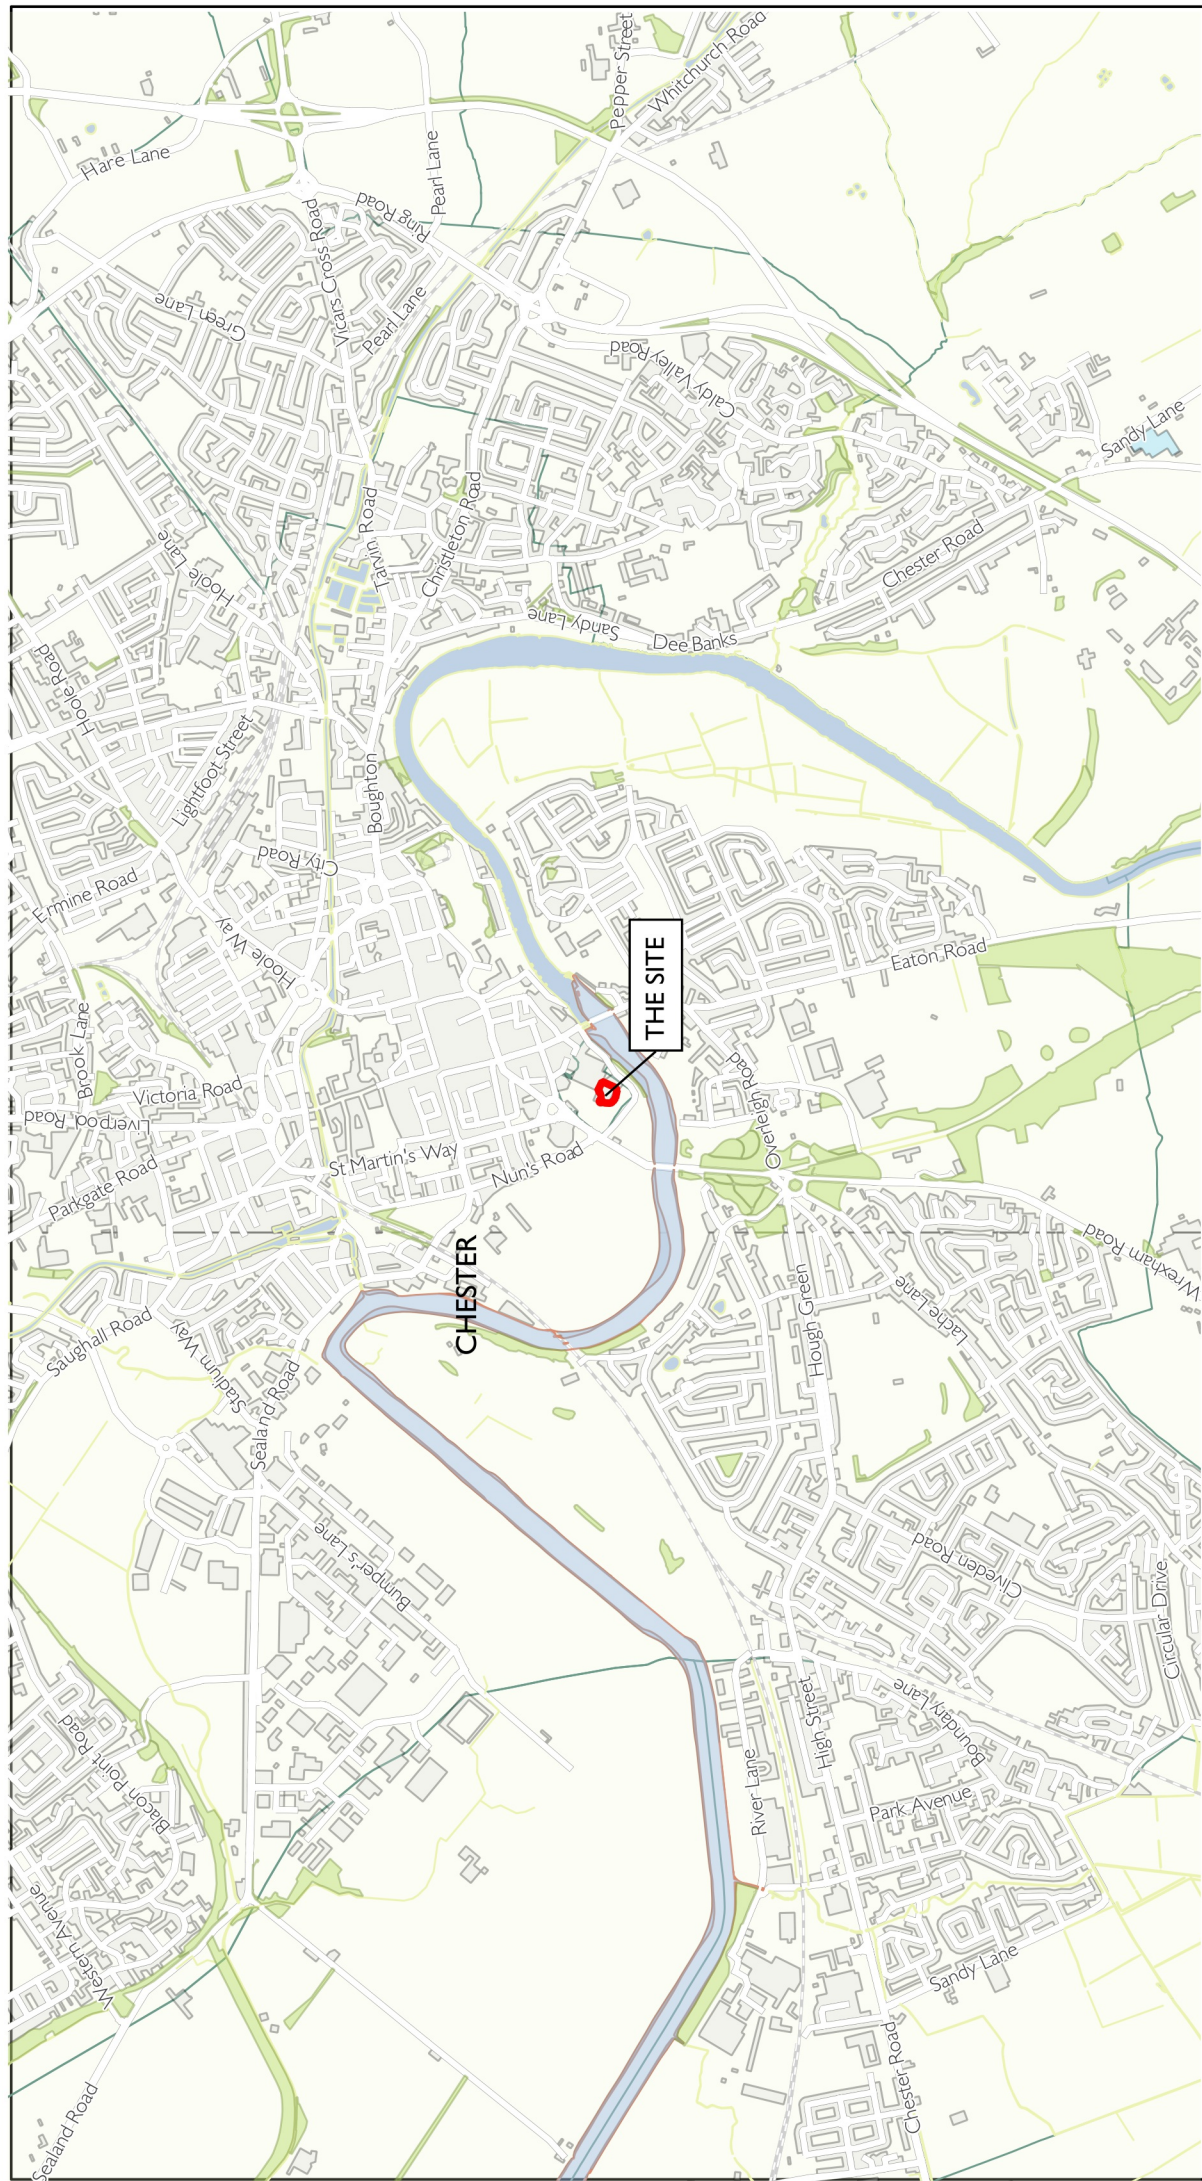 Pepper Street
Whitchurch Road
Hare Lane
Pearl Lane
Ring Road
Vicars Cross Road
Green Lane
Pearl Lane
Caldy Valley Road
Sandy Lane
Tarvin Road
Christleton Road
Hoole Lane
Chester Road
Sandy Lane
Dee Banks
Hoole Road
Lightfoot Street
Boughton
City Road
Ermine Road
Hoole Way
THE SITE
Eaton Road
Brook Lane
Victoria Road
Liverpool Road
Overleigh Road
St Martin's Way
Nun's Road
Parkgate Road
CHESTER
Wrexham Road
Hough Green
Lache Lane
Saughall Road
Stadium Way
Sealand Road
Bumper's Lane
Cliveden Road
Circular Drive
High Street
Boundary Lane
River Lane
Park Avenue
Blacon Point Road
Western Avenue
Sandy Lane
Chester Road
Sealand Road